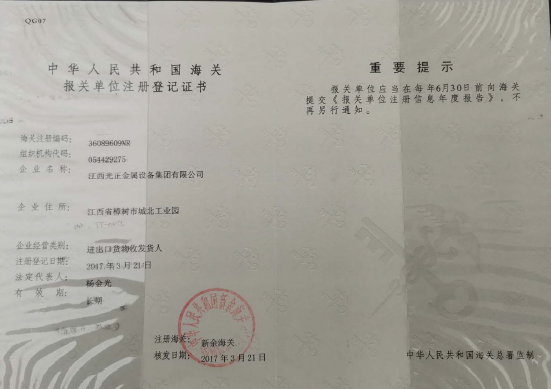 QG07
中华人民共和国海关
报关单位注册登记证书
海关注册编码：
组织机构代码：054429275
企业名称：江西光正金属设备集团有限公司
企业住所：江西省樟树市城北工业园
企业经营类别：进出口货物收发货人
注册登记日期：2017年3月21日
法定代表人：杨金光
有效期：长期
注册海关：新余海关
核发日期：2017年3月21日
重要提示
报关单位应当在每年6月30日前向海关
提交《报关单位注册信息年度报告》，不
再另行通知。
中华人民共和国海关总署监制